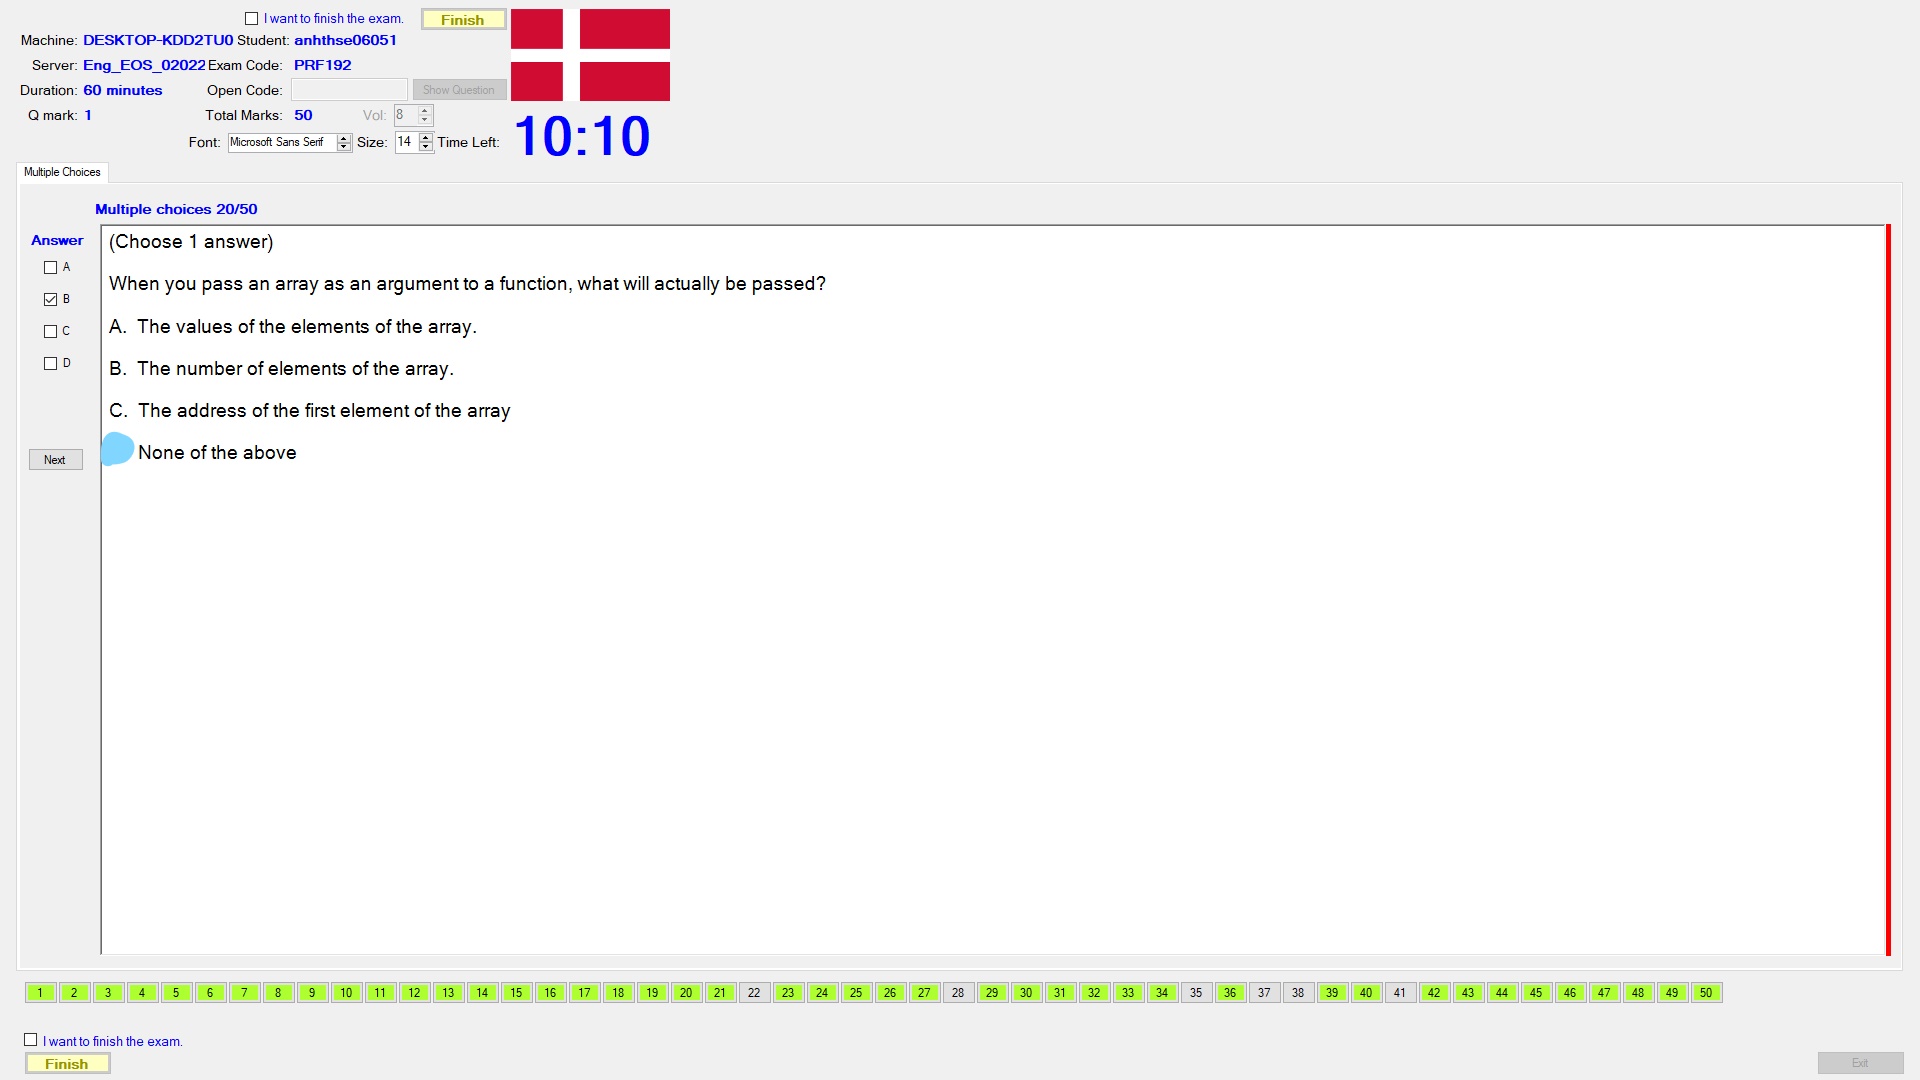 I want to finish the exam. Finish
Machine: DESKTOP-KDD2TU0 Student: anhthse06051
Server: Eng_EOS_02022 Exam Code: PRF192
Duration: 60 minutes Open Code: Show Question
Q mark: 1 Total Marks: 50 Vol: 8
Font: Microsoft Sans Serif Size: 14 Time Left: 10:10
Multiple Choices
Multiple choices 20/50
Answer
A
B
C
D
Next
(Choose 1 answer)
When you pass an array as an argument to a function, what will actually be passed?
A. The values of the elements of the array.
B. The number of elements of the array.
C. The address of the first element of the array
None of the above
1 2 3 4 5 6 7 8 9 10 11 12 13 14 15 16 17 18 19 20 21 22 23 24 25 26 27 28 29 30 31 32 33 34 35 36 37 38 39 40 41 42 43 44 45 46 47 48 49 50
I want to finish the exam.
Finish
Exit